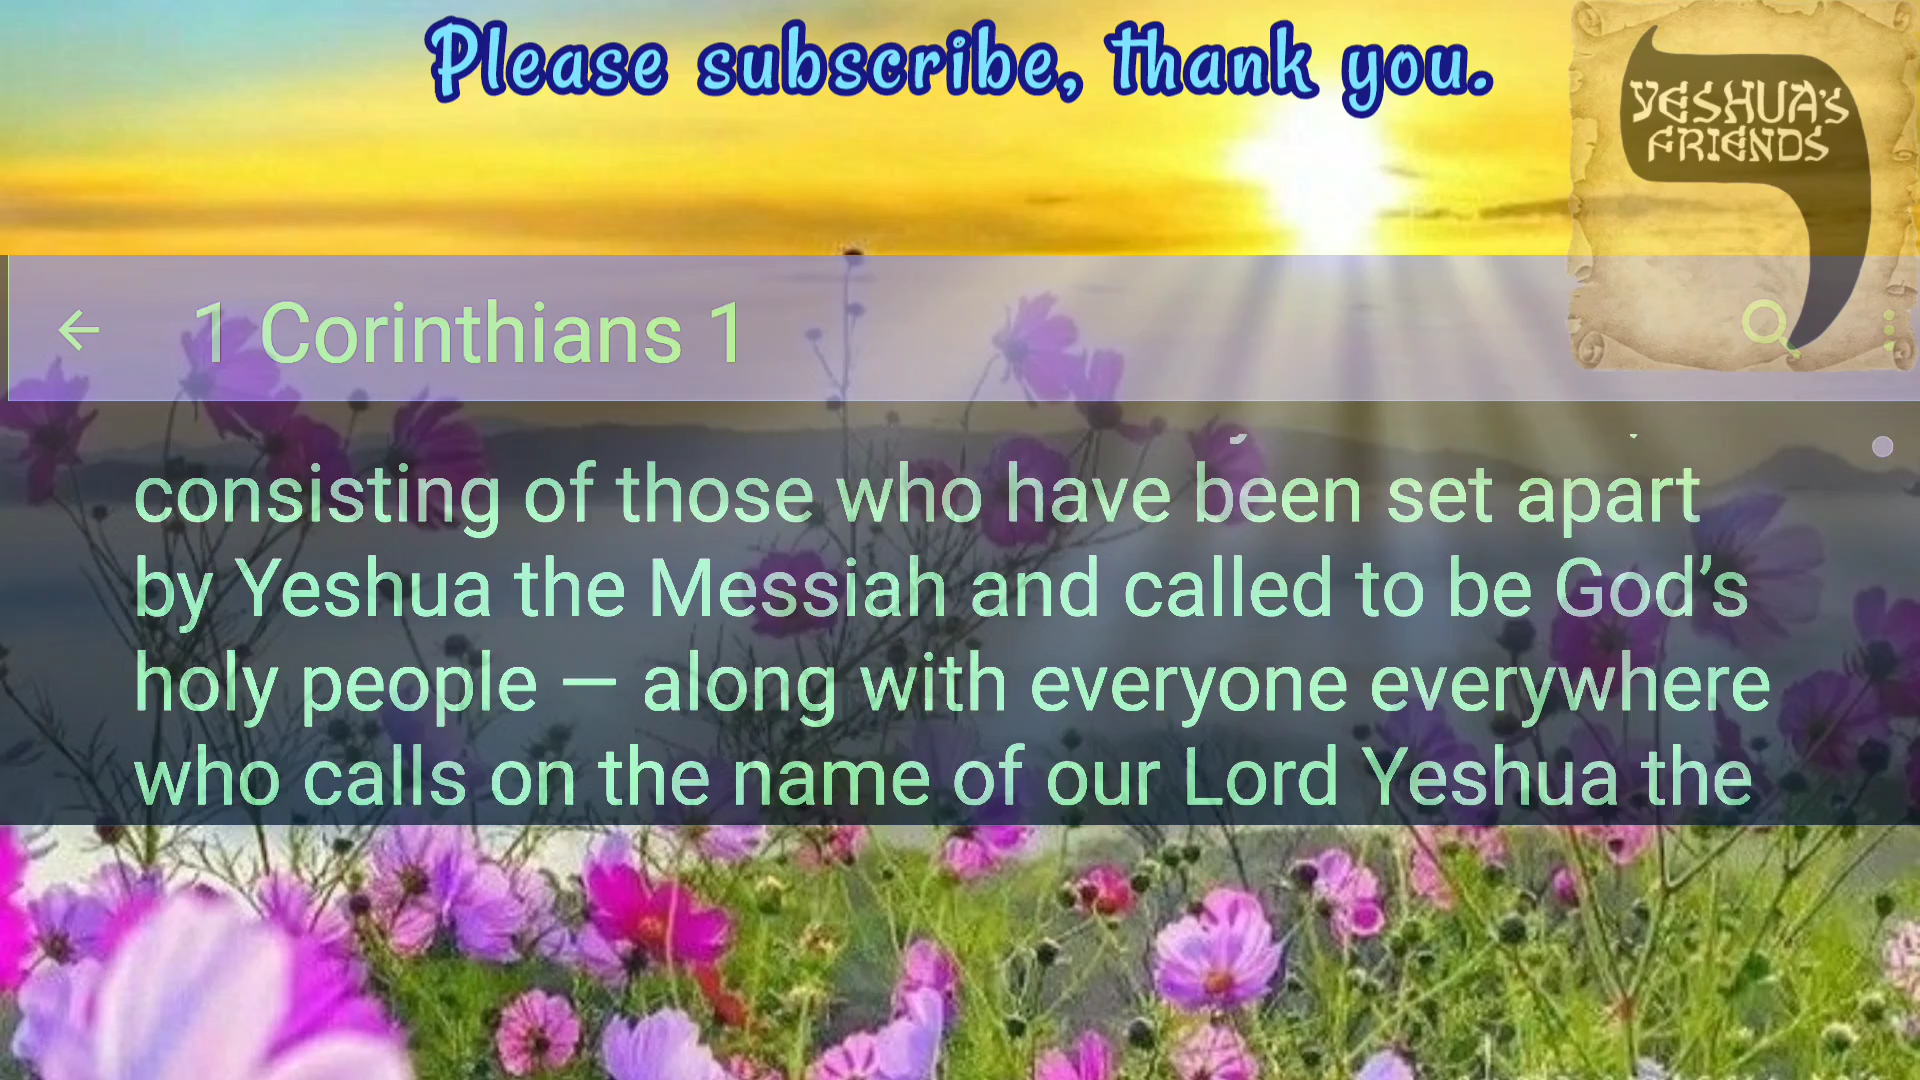 Please subscribe, thank you.
YESHUA'S
FRIENDS
1 Corinthians 1
consisting of those who have been set apart
by Yeshua the Messiah and called to be God’s
holy people — along with everyone everywhere
who calls on the name of our Lord Yeshua the